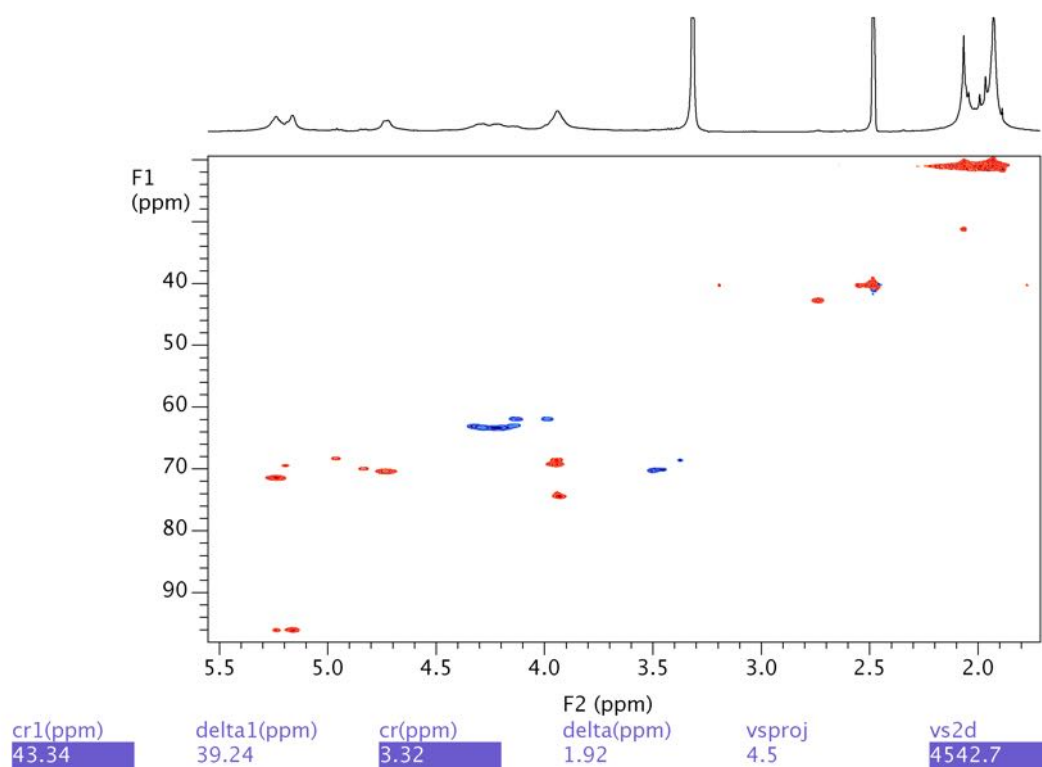 F1
(ppm)
40
50
60
70
80
90
5.5 5.0 4.5 4.0 3.5 3.0 2.5 2.0
F2 (ppm)
cr1(ppm) delta1(ppm) cr(ppm) delta(ppm) vsproj vs2d
43.34 39.24 3.32 1.92 4.5 4542.7